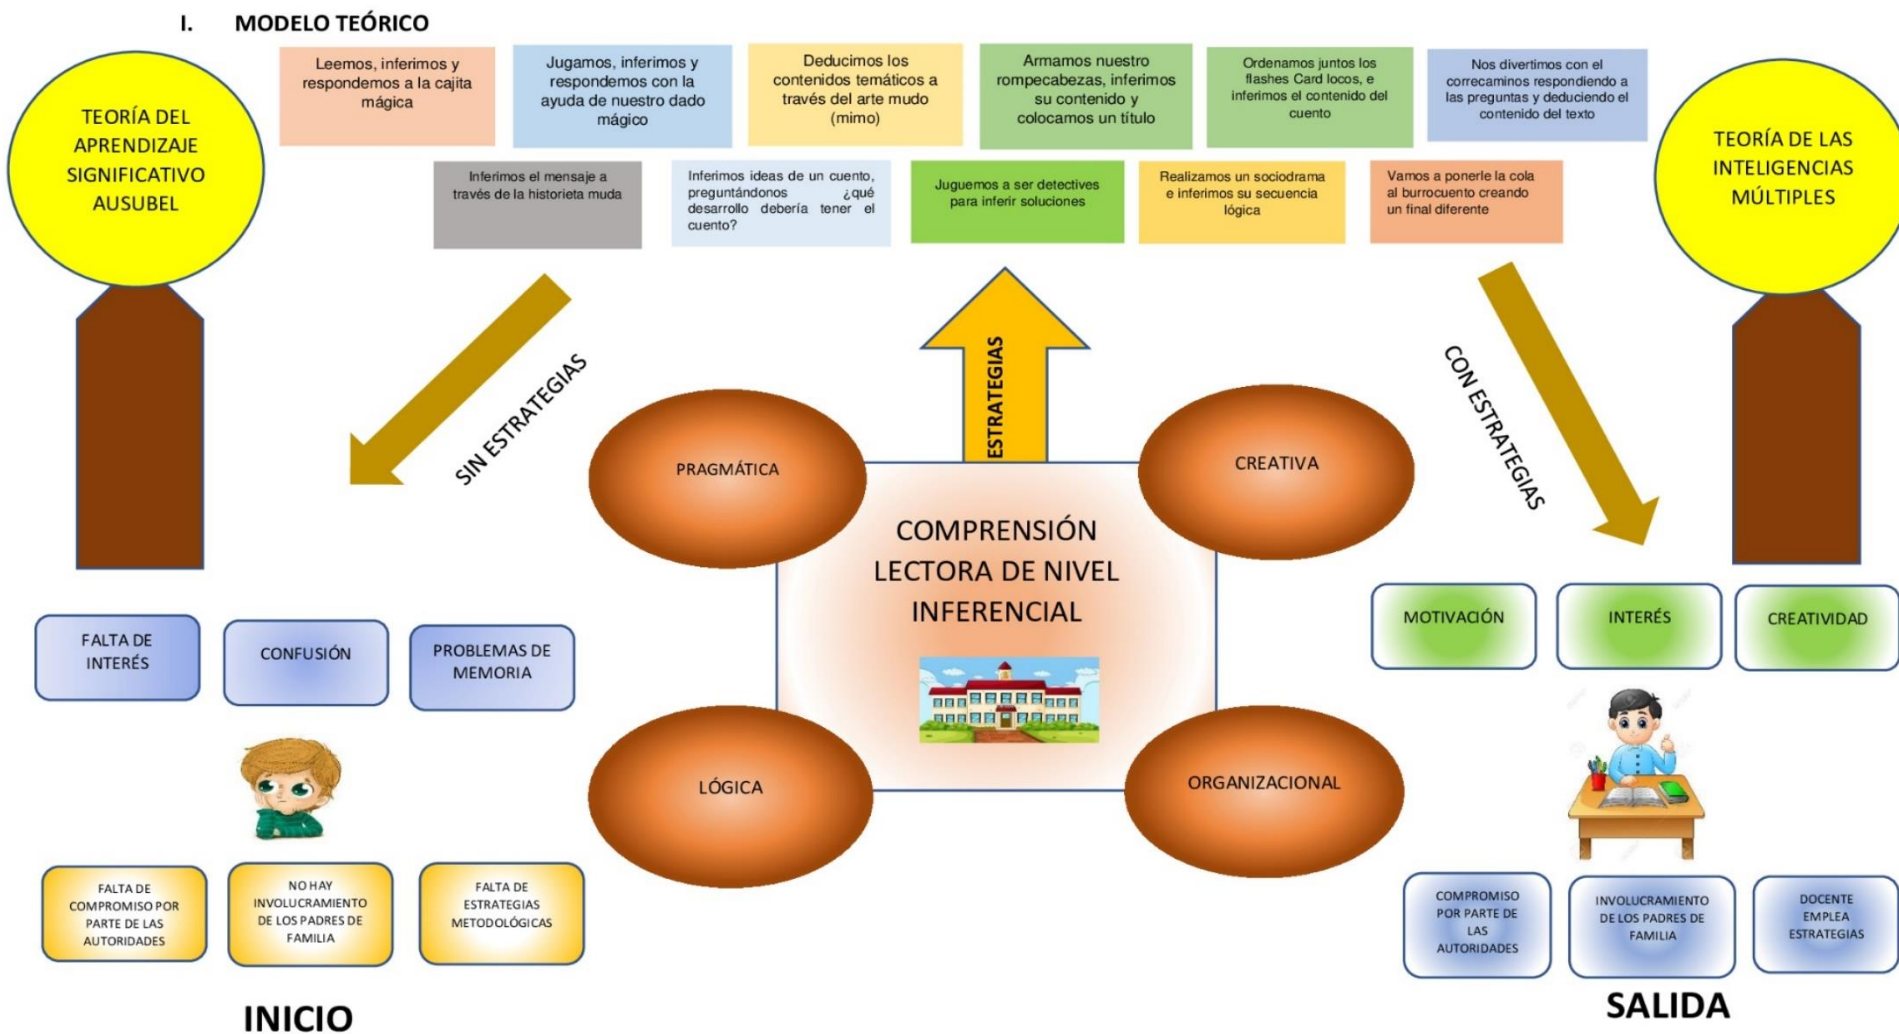 I. MODELO TEÓRICO
TEORÍA DEL
APRENDIZAJE
SIGNIFICATIVO
AUSUBEL
Leemos, inferimos y
respondemos a la cajita
mágica
Jugamos, inferimos y
respondemos con la
ayuda de nuestro dado
mágico
Deducimos los
contenidos temáticos a
través del arte mudo
(mimo)
Armamos nuestro
rompecabezas, inferimos
su contenido y
colocamos un título
Ordenamos juntos los
flashes Card locos, e
inferimos el contenido del
cuento
Nos divertimos con el
correcaminos respondiendo a
las preguntas y deduciendo el
contenido del texto
TEORÍA DE LAS
INTELIGENCIAS
MÚLTIPLES
Inferimos el mensaje a
través de la historieta muda
Inferimos ideas de un cuento,
preguntándonos ¿qué
desarrollo debería tener el
cuento?
Juguemos a ser detectives
para inferir soluciones
Realizamos un sociodrama
e inferimos su secuencia
lógica
Vamos a ponerle la cola
al burrocuento creando
un final diferente
SIN ESTRATEGIAS
ESTRATEGIAS
CON ESTRATEGIAS
PRAGMÁTICA
CREATIVA
COMPRENSIÓN
LECTORA DE NIVEL
INFERENCIAL
LÓGICA
ORGANIZACIONAL
FALTA DE
INTERÉS
CONFUSIÓN
PROBLEMAS DE
MEMORIA
MOTIVACIÓN
INTERÉS
CREATIVIDAD
FALTA DE
COMPROMISO POR
PARTE DE LAS
AUTORIDADES
NO HAY
INVOLUCRAMIENTO
DE LOS PADRES DE
FAMILIA
FALTA DE
ESTRATEGIAS
METODOLÓGICAS
COMPROMISO
POR PARTE DE
LAS
AUTORIDADES
INVOLUCRAMIENTO
DE LOS PADRES DE
FAMILIA
DOCENTE
EMPLEA
ESTRATEGIAS
INICIO
SALIDA